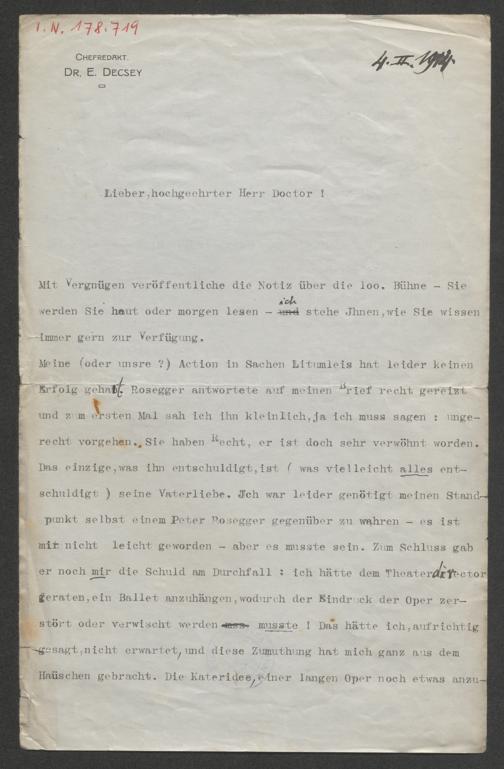 I.N. 178.719
CHEFREDAKT.
DR. E. DECSEY
4. II. 1914.
Lieber,hochgeehrter Herr Doctor !
Mit Vergnügen veröffentliche die Notiz über die 100. Bühne - Sie
ich
werden Sie heut oder morgen lesen - und stehe Jhnen,wie Sie wissen
immer gern zur Verfügung.
Meine (oder unsre ?) Action in Sachen Litumleis hat leider keinen
Erfolg gehabt. Rosegger antwortete auf meinen Brief recht gereizt
und zum ersten Mal sah ich ihn kleinlich,ja ich muss sagen : unge-
recht vorgehen. Sie haben Recht, er ist doch sehr verwöhnt worden.
Das einzige,was ihn entschuldigt,ist ( was vielleicht alles ent-
schuldigt ) seine Vaterliebe. Jch war leider genötigt meinen Stand-
punkt selbst einem Peter Rosegger gegenüber zu wahren - es ist
mir nicht leicht geworden - aber es musste sein. Zum Schluss gab
er noch mir die Schuld am Durchfall : ich hätte dem Theaterdirector
geraten,ein Ballet anzuhängen,wodurch der Eindruck der Oper zer-
stört oder verwischt werden musste ! Das hätte ich,aufrichtig
gesagt,nicht erwartet, und diese Zumuthung hat mich ganz aus dem
Haüschen gebracht. Die Kateridee, einer langen Oper noch etwas anzu-